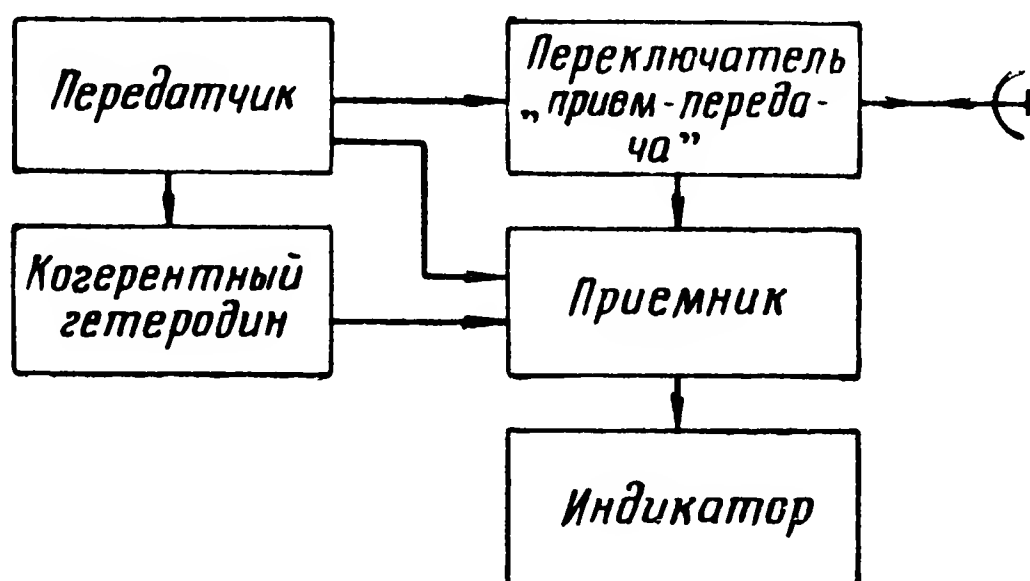 Передатчик
Переключатель
„прием-переда-
ча”
Когерентный
гетеродин
Приемник
Индикатор